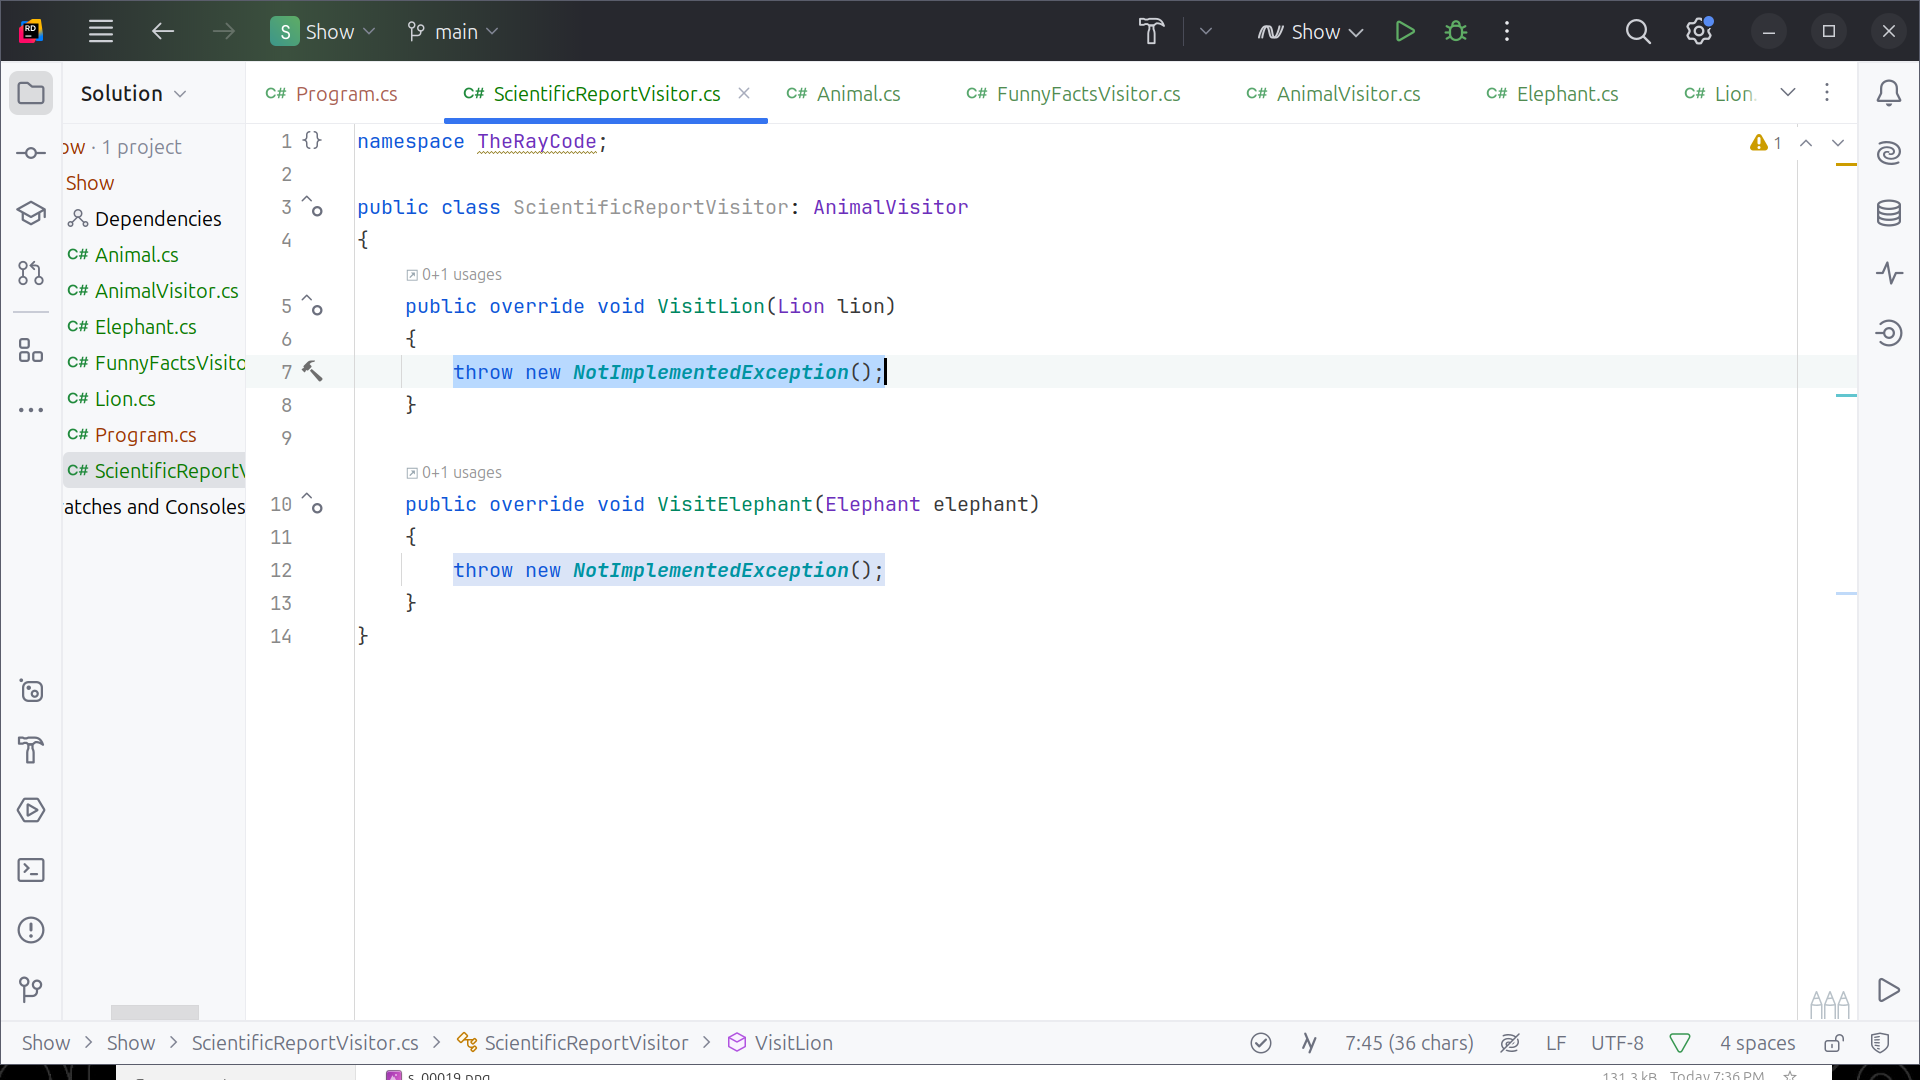 RD
S Show
main
Show
Solution
C# Program.cs
C# ScientificReportVisitor.cs
C# Animal.cs
C# FunnyFactsVisitor.cs
C# AnimalVisitor.cs
C# Elephant.cs
C# Lion.
ow · 1 project
Show
Dependencies
C# Animal.cs
C# AnimalVisitor.cs
C# Elephant.cs
C# FunnyFactsVisito
C# Lion.cs
C# Program.cs
C# ScientificReportV
atches and Consoles
1 {} namespace TheRayCode;
1
2
3 public class ScientificReportVisitor: AnimalVisitor
4 {
0+1 usages
5 public override void VisitLion(Lion lion)
6 {
7 throw new NotImplementedException();
8 }
9
0+1 usages
10 public override void VisitElephant(Elephant elephant)
11 {
12 throw new NotImplementedException();
13 }
14 }
Show > Show > ScientificReportVisitor.cs > ScientificReportVisitor > VisitLion
7:45 (36 chars)
LF
UTF-8
4 spaces
s_00019.png
131.3 kB
Today 7:36 PM